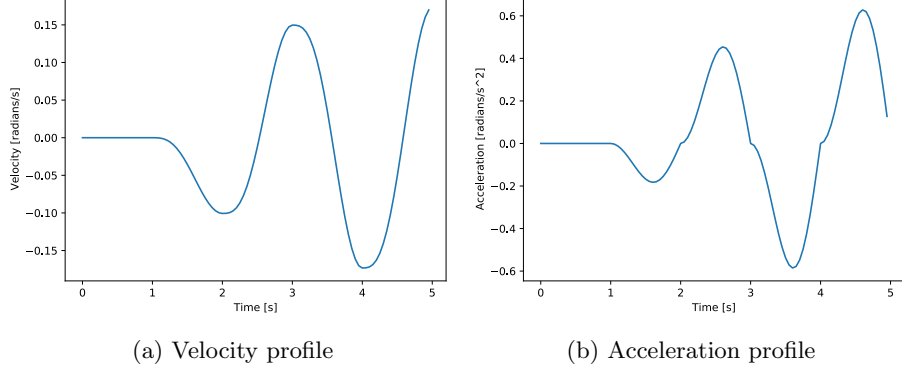 0.15
0.10
0.05
0.00
−0.05
−0.10
−0.15
Velocity [radians/s]
0 1 2 3 4 5
Time [s]
(a) Velocity profile
0.6
0.4
0.2
0.0
−0.2
−0.4
−0.6
Acceleration [radians/s^2]
0 1 2 3 4 5
Time [s]
(b) Acceleration profile